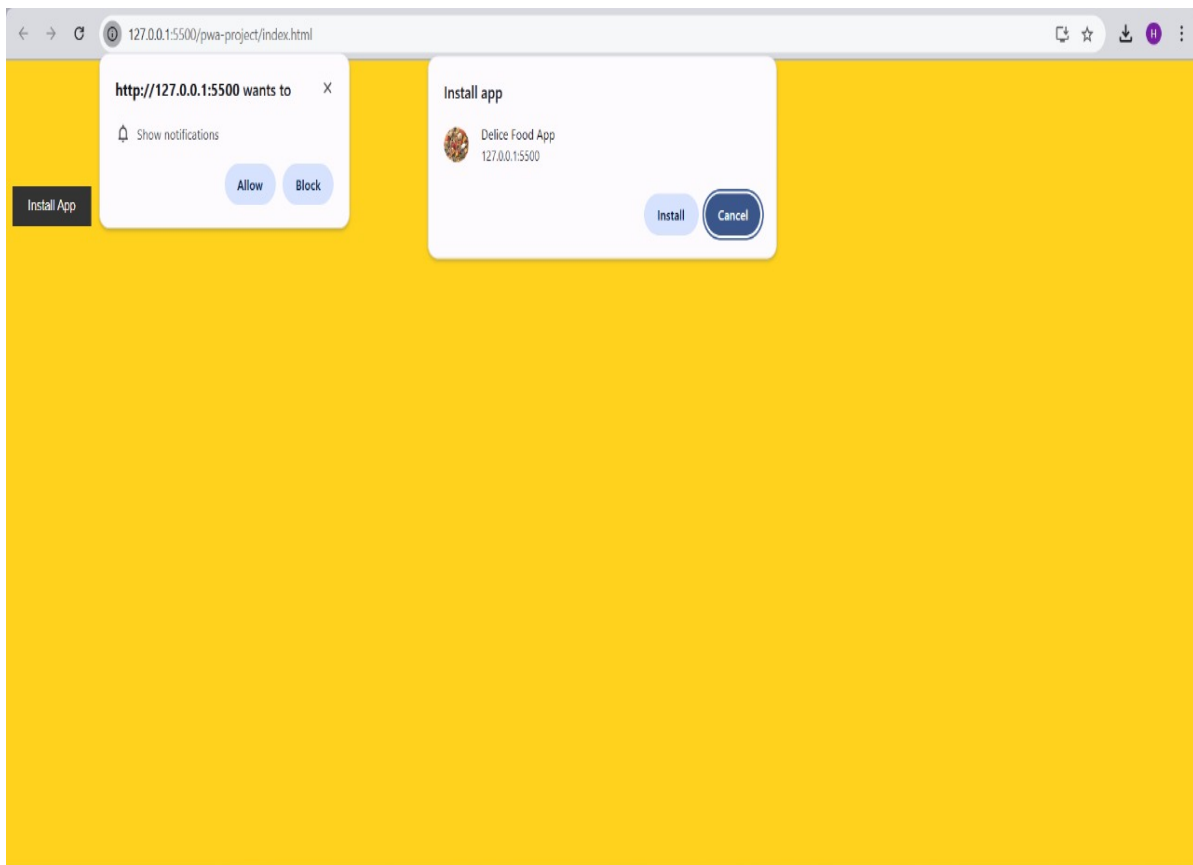 127.0.0.1:5500/pwa-project/index.html
H
http://127.0.0.1:5500 wants to
Show notifications
Allow Block
Install App
Install app
Delice Food App
127.0.0.1:5500
Install Cancel